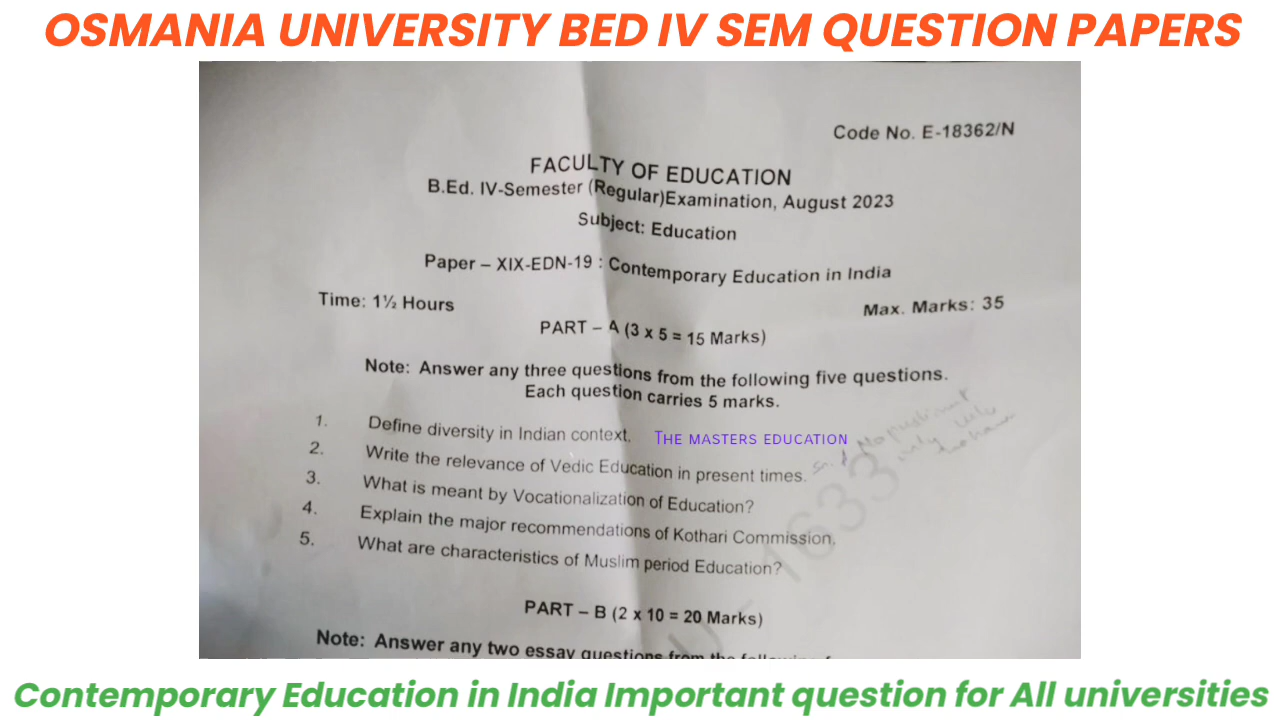 OSMANIA UNIVERSITY BED IV SEM QUESTION PAPERS
Code No. E-18362/N
FACULTY OF EDUCATION
B.Ed. IV-Semester (Regular)Examination, August 2023
Subject: Education
Paper – XIX-EDN-19 : Contemporary Education in India
Time: 1½ Hours
Max. Marks: 35
PART – A (3 x 5 = 15 Marks)
Note: Answer any three questions from the following five questions.
Each question carries 5 marks.
1. Define diversity in Indian context.
THE MASTERS EDUCATION
2. Write the relevance of Vedic Education in present times.
3. What is meant by Vocationalization of Education?
4. Explain the major recommendations of Kothari Commission.
5. What are characteristics of Muslim period Education?
U - 1633
PART – B (2 x 10 = 20 Marks)
Note: Answer any two essay questions from the
Contemporary Education in India Important question for All universities